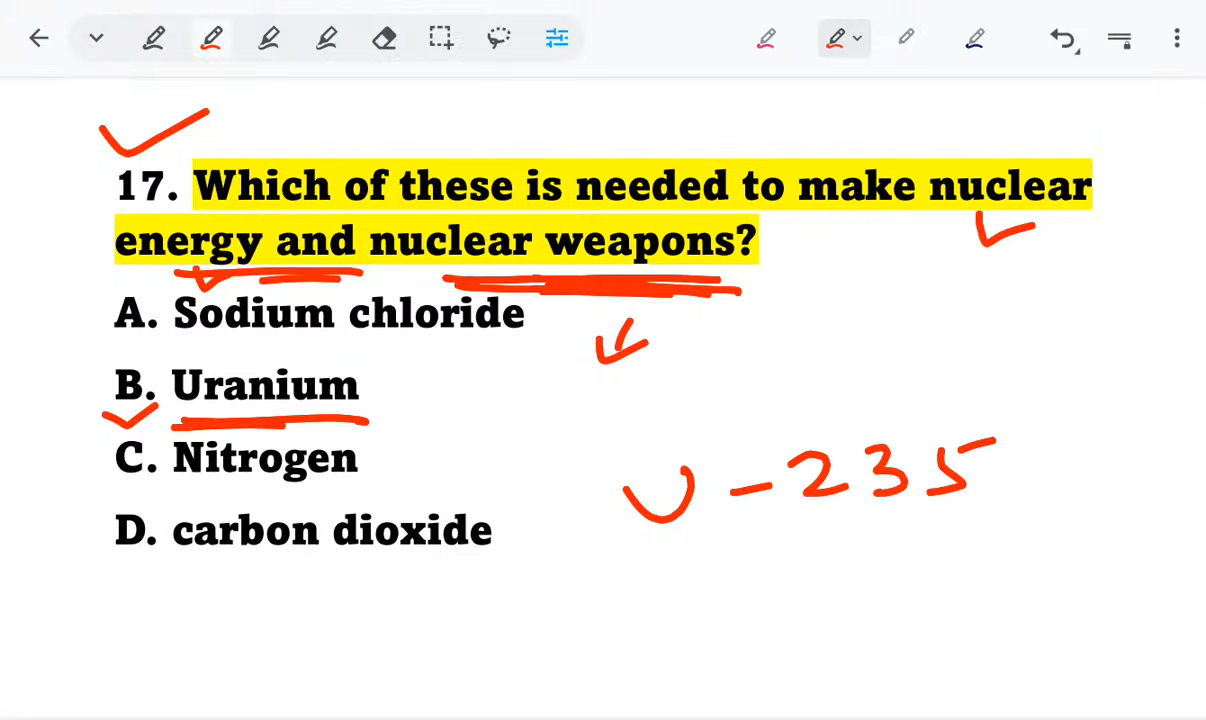 17. Which of these is needed to make nuclear
energy and nuclear weapons?
A. Sodium chloride
B. Uranium
C. Nitrogen
U - 235
D. carbon dioxide